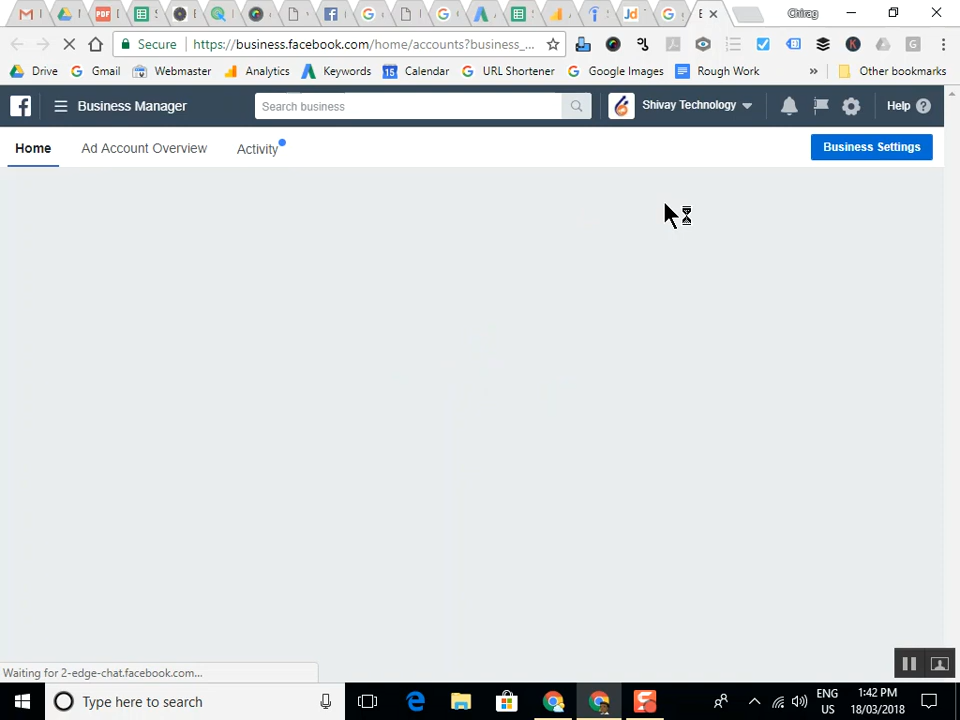 Chirag
Secure https://business.facebook.com/home/accounts?business_...
Drive Gmail Webmaster Analytics Keywords 15 Calendar URL Shortener Google Images Rough Work » Other bookmarks
Business Manager Search business Shivay Technology Help
Home Ad Account Overview Activity Business Settings
Waiting for 2-edge-chat.facebook.com...
Type here to search
ENG 1:42 PM
US 18/03/2018